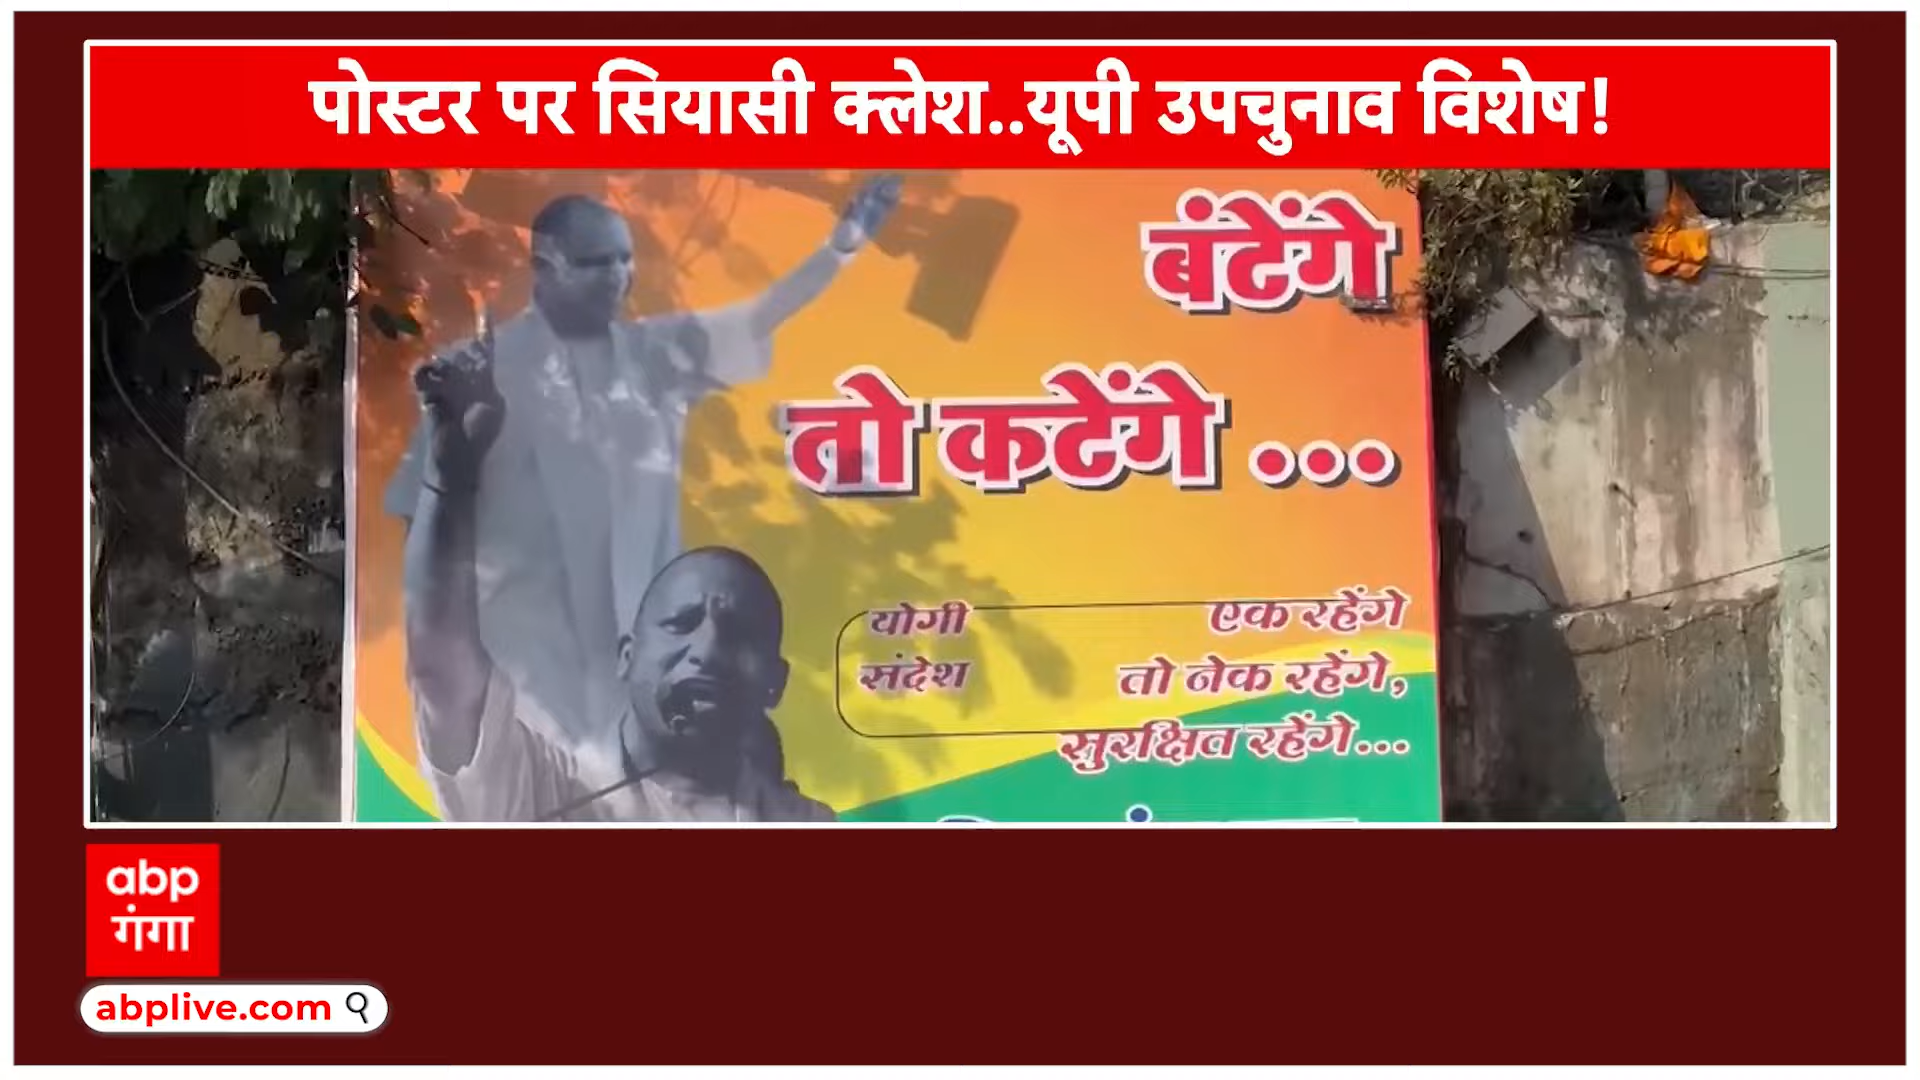 पोस्टर पर सियासी क्लेश..यूपी उपचुनाव विशेष!
बंटेंगे
तो कटेंगे ...
योगी
संदेश
एक रहेंगे
तो नेक रहेंगे,
सुरक्षित रहेंगे...
abp
गंगा
abplive.com